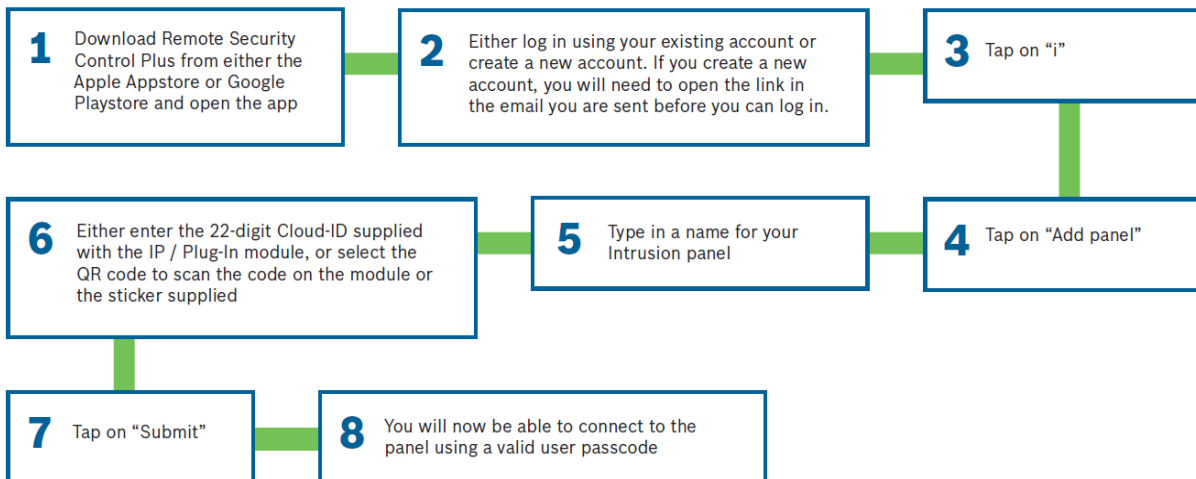 1
Download Remote Security
Control Plus from either the
Apple Appstore or Google
Playstore and open the app
2
Either log in using your existing account or
create a new account. If you create a new
account, you will need to open the link in
the email you are sent before you can log in.
3
Tap on “i”
4
Tap on “Add panel”
5
Type in a name for your
Intrusion panel
6
Either enter the 22-digit Cloud-ID supplied
with the IP / Plug-In module, or select the
QR code to scan the code on the module or
the sticker supplied
7
Tap on “Submit”
8
You will now be able to connect to the
panel using a valid user passcode